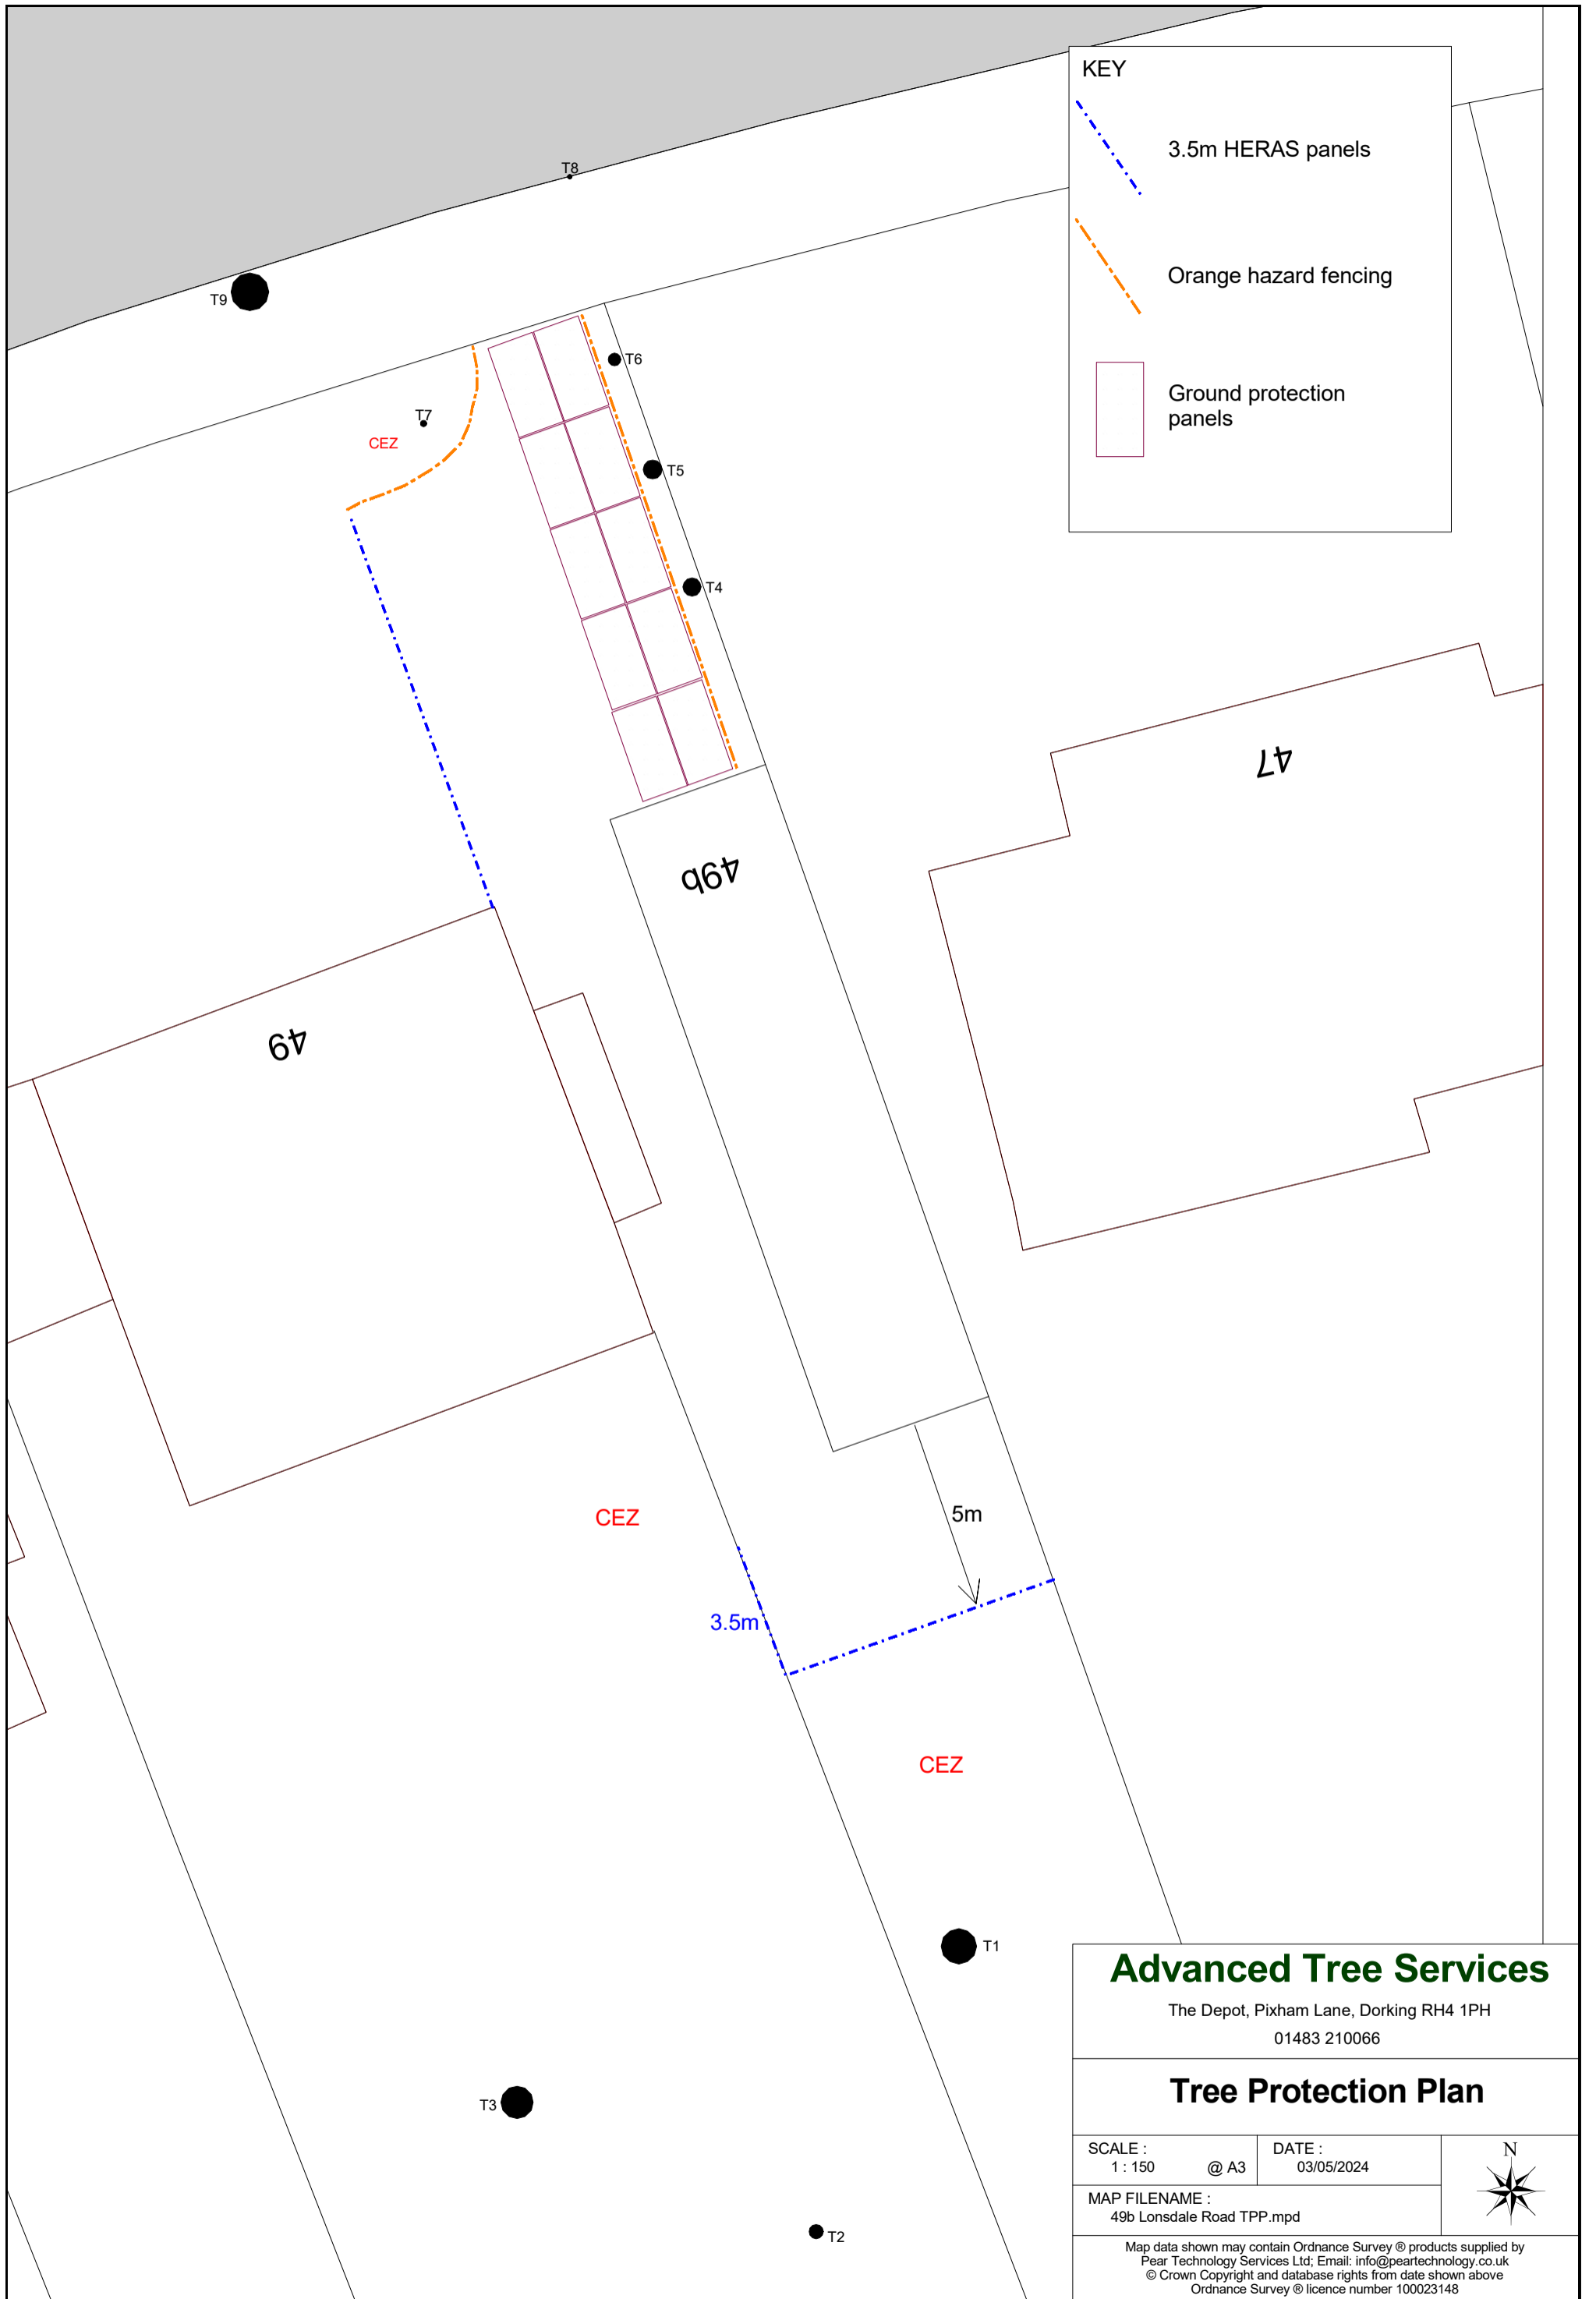 KEY
3.5m HERAS panels
Orange hazard fencing
Ground protection
panels
T8
T9
T6
T7
CEZ
T5
T4
47
49b
49
CEZ
5m
3.5m
CEZ
T1
T3
T2
Advanced Tree Services
The Depot, Pixham Lane, Dorking RH4 1PH
01483 210066
Tree Protection Plan
SCALE :
1 : 150 @ A3
DATE :
03/05/2024
N
MAP FILENAME :
49b Lonsdale Road TPP.mpd
Map data shown may contain Ordnance Survey ® products supplied by
Pear Technology Services Ltd; Email: info@peartechnology.co.uk
© Crown Copyright and database rights from date shown above
Ordnance Survey ® licence number 100023148